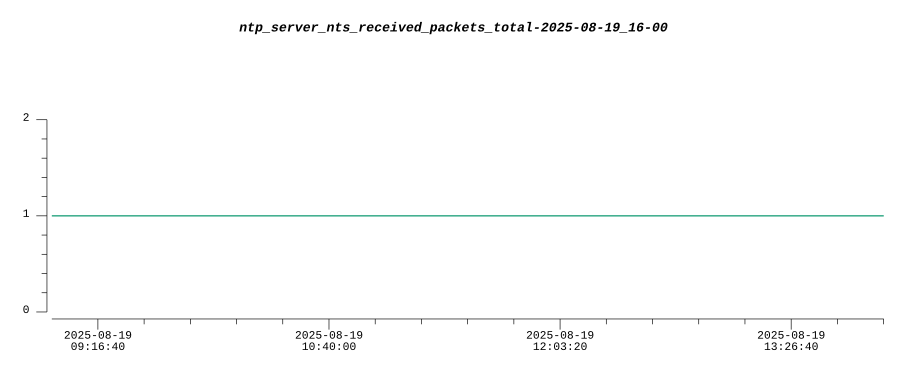 ntp_server_nts_received_packets_total-2025-08-19_16-00
2
1
0
2025-08-19 2025-08-19 2025-08-19 2025-08-19
09:16:40 10:40:00 12:03:20 13:26:40